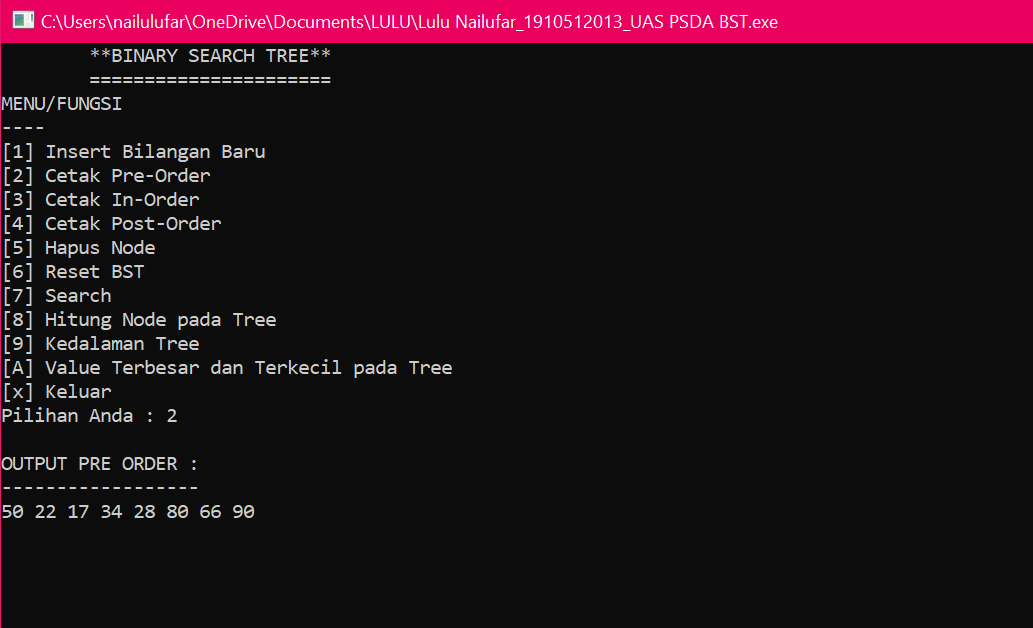 C:\Users\nailulufar\OneDrive\Documents\LULU\Lulu Nailufar_1910512013_UAS PSDA BST.exe
**BINARY SEARCH TREE**
======================
MENU/FUNGSI
----
[1] Insert Bilangan Baru
[2] Cetak Pre-Order
[3] Cetak In-Order
[4] Cetak Post-Order
[5] Hapus Node
[6] Reset BST
[7] Search
[8] Hitung Node pada Tree
[9] Kedalaman Tree
[A] Value Terbesar dan Terkecil pada Tree
[x] Keluar
Pilihan Anda : 2
OUTPUT PRE ORDER :
------------------
50 22 17 34 28 80 66 90